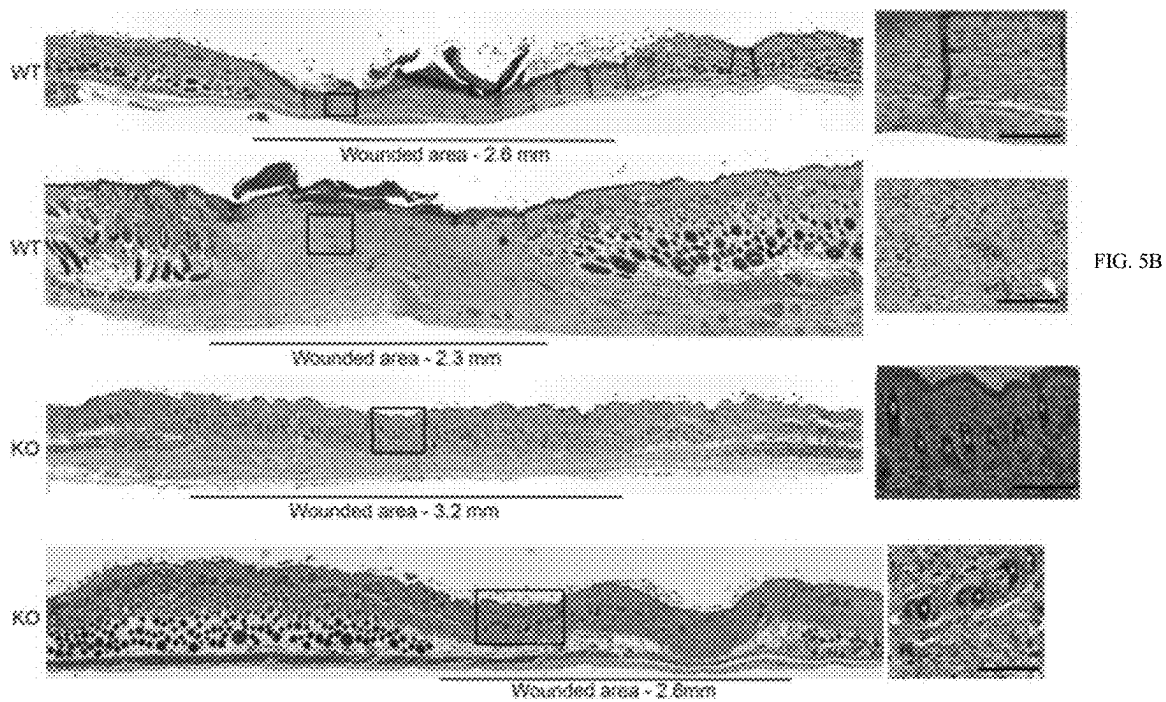 WT
Wounded area - 2.6 mm
WT
Wounded area - 2.3 mm
FIG. 5B
KO
Wounded area - 3.2 mm
KO
Wounded area - 2.6mm